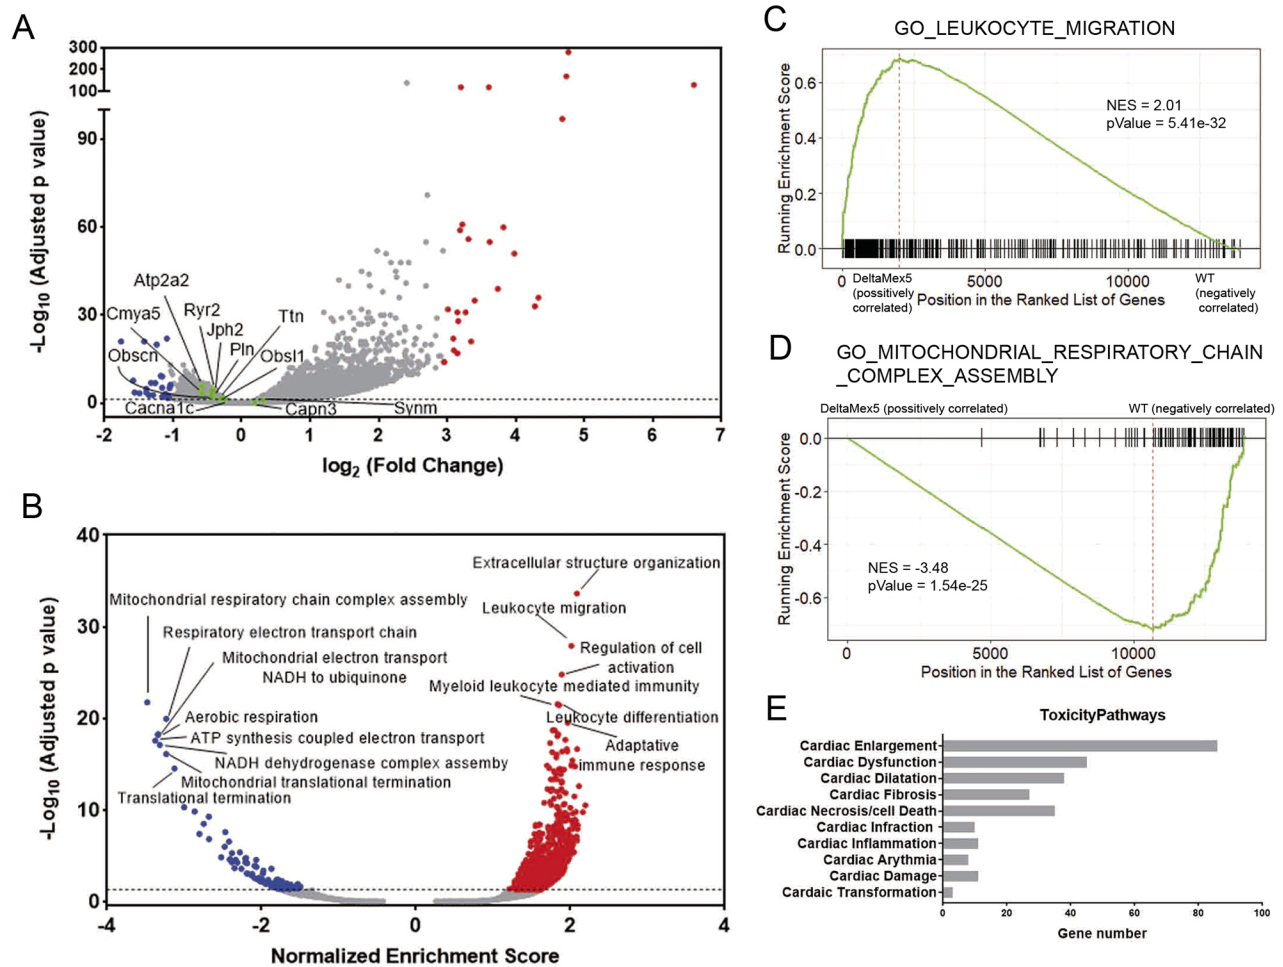 A
300
200
100
90
60
30
0
-Log10 (Adjusted p value)
Atp2a2
Cmya5
Ryr2
Ttn
Jph2
Pln
Obscn
Obsl1
Cacna1c
Capn3
Synm
-2 -1 0 1 2 3 4 5 6 7
log2 (Fold Change)
B
40
30
20
10
0
-Log10 (Adjusted p value)
Extracellular structure organization
Mitochondrial respiratory chain complex assembly
Leukocyte migration
Respiratory electron transport chain
Regulation of cell
activation
Mitochondrial electron transport
NADH to ubiquinone
Myeloid leukocyte mediated immunity
Aerobic respiration
Leukocyte differentiation
ATP synthesis coupled electron transport
Adaptative
immune response
NADH dehydrogenase complex assemby
Mitochondrial translational termination
Translational termination
-4 -2 0 2 4
Normalized Enrichment Score
C
GO_LEUKOCYTE_MIGRATION
Running Enrichment Score
0.6
0.4
0.2
0.0
NES = 2.01
pValue = 5.41e-32
0 5000 10000
DeltaMex5
(possitively
correlated)
Position in the Ranked List of Genes
WT
(negatively
correlated)
D
GO_MITOCHONDRIAL_RESPIRATORY_CHAIN
_COMPLEX_ASSEMBLY
DeltaMex5 (possitively correlated)
WT (negatively correlated)
Running Enrichment Score
0.0
-0.2
-0.4
-0.6
NES = -3.48
pValue = 1.54e-25
0 5000 10000
Position in the Ranked List of Genes
E
ToxicityPathways
Cardiac Enlargement
Cardiac Dysfunction
Cardiac Dilatation
Cardiac Fibrosis
Cardiac Necrosis/cell Death
Cardiac Infraction
Cardiac Inflammation
Cardiac Arythmia
Cardiac Damage
Cardaic Transformation
0 20 40 60 80 100
Gene number